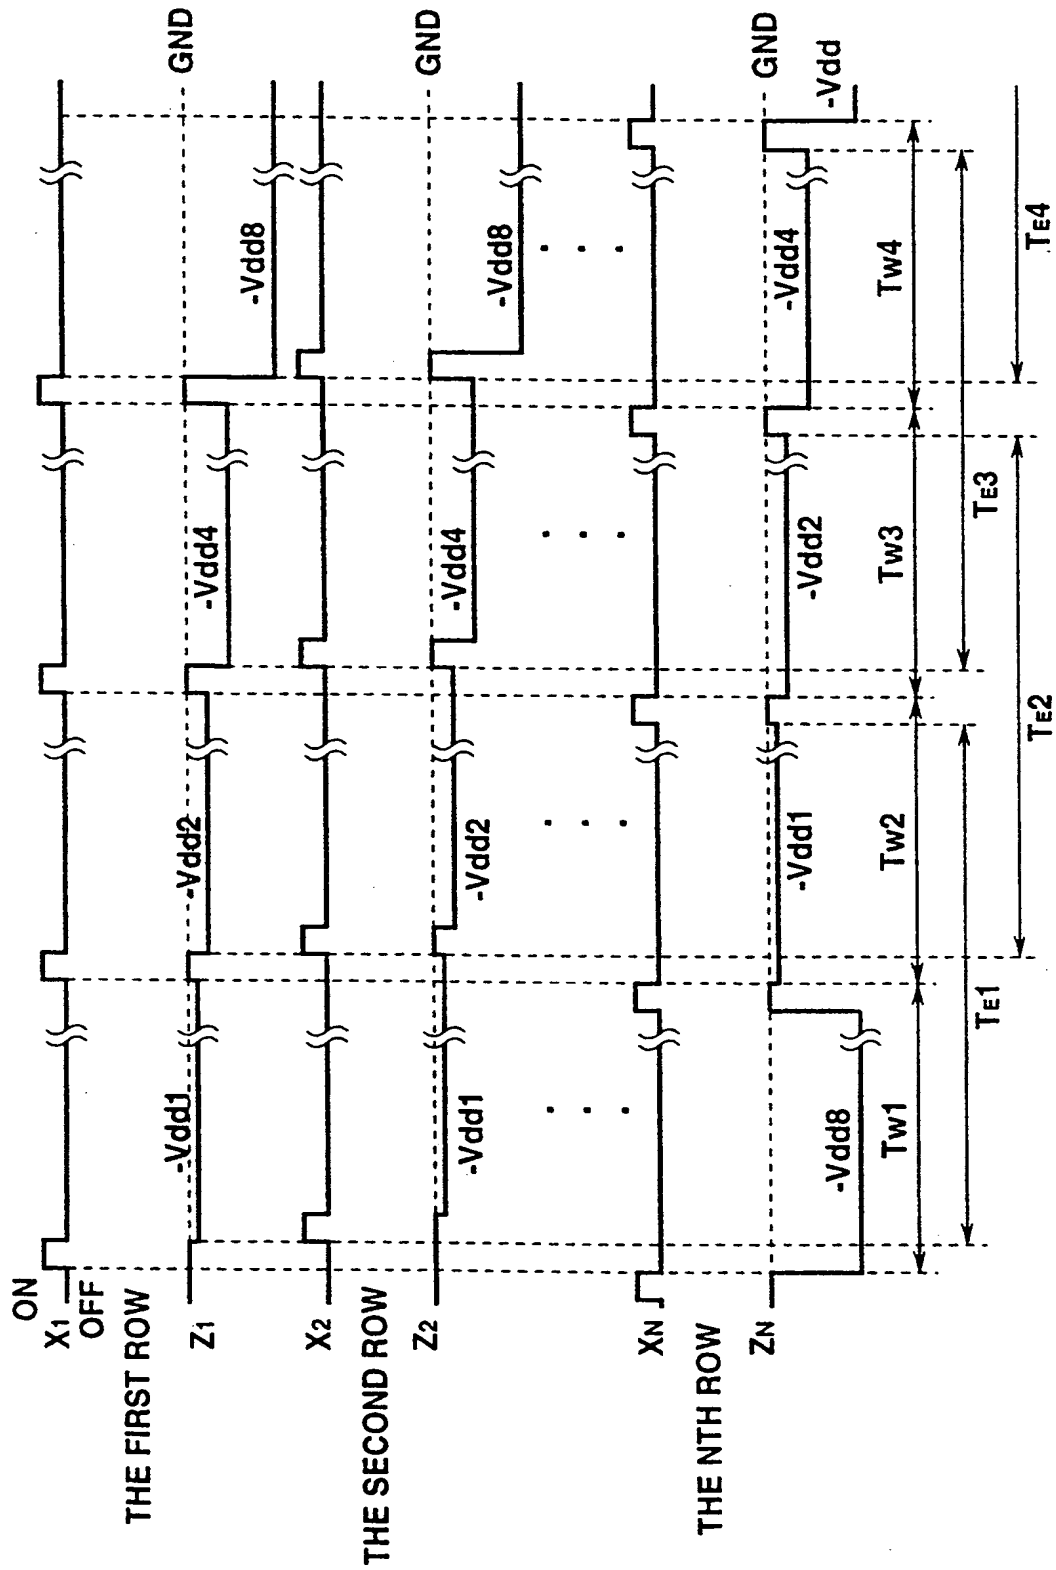 ON
X1
OFF
THE FIRST ROW
Z1
-Vdd1
-Vdd2
-Vdd4
-Vdd8
GND
X2
THE SECOND ROW
Z2
-Vdd1
-Vdd2
-Vdd4
-Vdd8
GND
XN
THE NTH ROW
ZN
-Vdd8
-Vdd1
-Vdd2
-Vdd4
GND
-Vdd
TW1
TW2
TW3
TW4
TE1
TE3
TE2
TE4